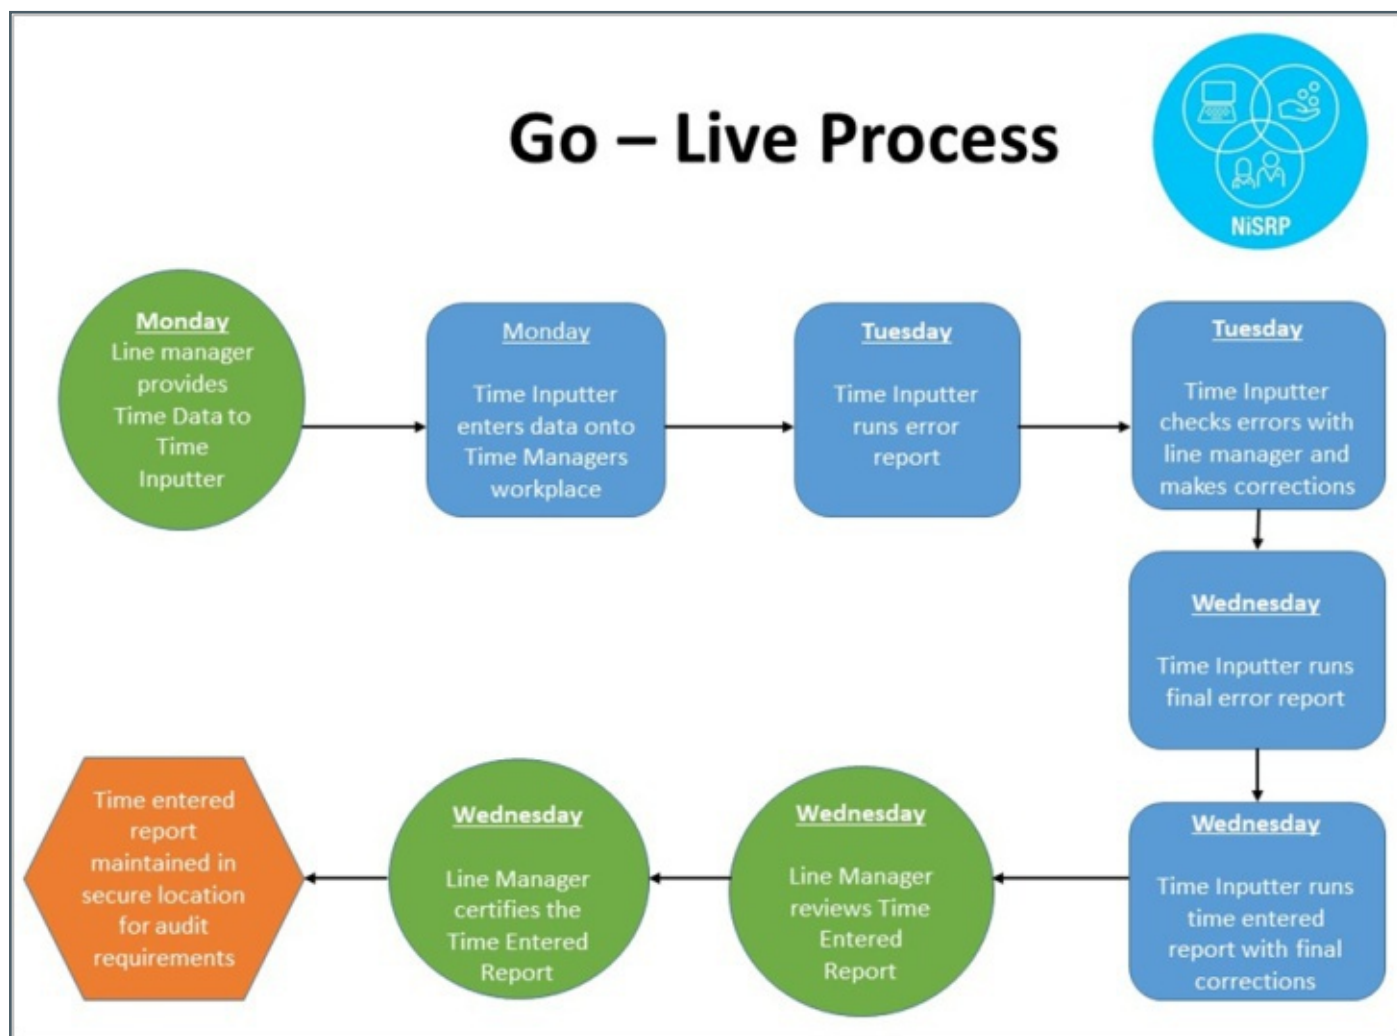 Go – Live Process
NiSRP
Monday
Line manager
provides
Time Data to
Time
Inputter
Monday
Time Inputter
enters data onto
Time Managers
workplace
Tuesday
Time Inputter
runs error
report
Tuesday
Time Inputter
checks errors with
line manager and
makes corrections
Wednesday
Time Inputter runs
final error report
Wednesday
Time Inputter runs
time entered
report with final
corrections
Wednesday
Line Manager
reviews Time
Entered
Report
Wednesday
Line Manager
certifies the
Time Entered
Report
Time entered
report
maintained in
secure location
for audit
requirements